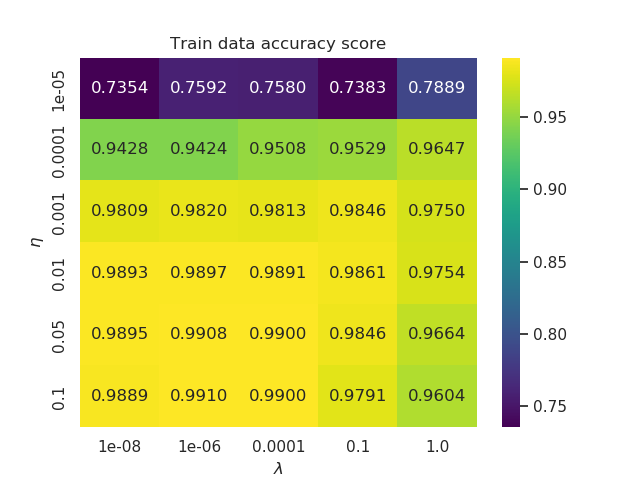 Train data accuracy score
1e-05 0.7354 0.7592 0.7580 0.7383 0.7889
0.0001 0.9428 0.9424 0.9508 0.9529 0.9647
0.001 0.9809 0.9820 0.9813 0.9846 0.9750
0.01 0.9893 0.9897 0.9891 0.9861 0.9754
0.05 0.9895 0.9908 0.9900 0.9846 0.9664
0.1 0.9889 0.9910 0.9900 0.9791 0.9604
η
1e-08 1e-06 0.0001 0.1 1.0
λ
0.95
0.90
0.85
0.80
0.75